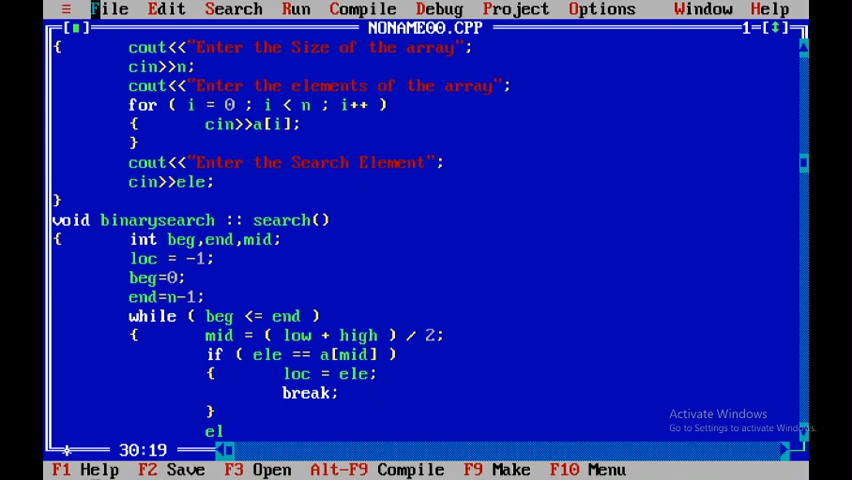 ≡ File Edit Search Run Compile Debug Project Options Window Help
[■] NONAME00.CPP 1=[↕]
{ cout<<"Enter the Size of the array";
cin>>n;
cout<<"Enter the elements of the array";
for ( i = 0 ; i < n ; i++ )
{ cin>>a[i];
}
cout<<"Enter the Search Element";
cin>>ele;
}
void binarysearch :: search()
{ int beg,end,mid;
loc = -1;
beg=0;
end=n-1;
while ( beg <= end )
{ mid = ( low + high ) / 2;
if ( ele == a[mid] )
{ loc = ele;
break;
}
el
Activate Windows
Go to Settings to activate Windows.
30:19
F1 Help F2 Save F3 Open Alt-F9 Compile F9 Make F10 Menu